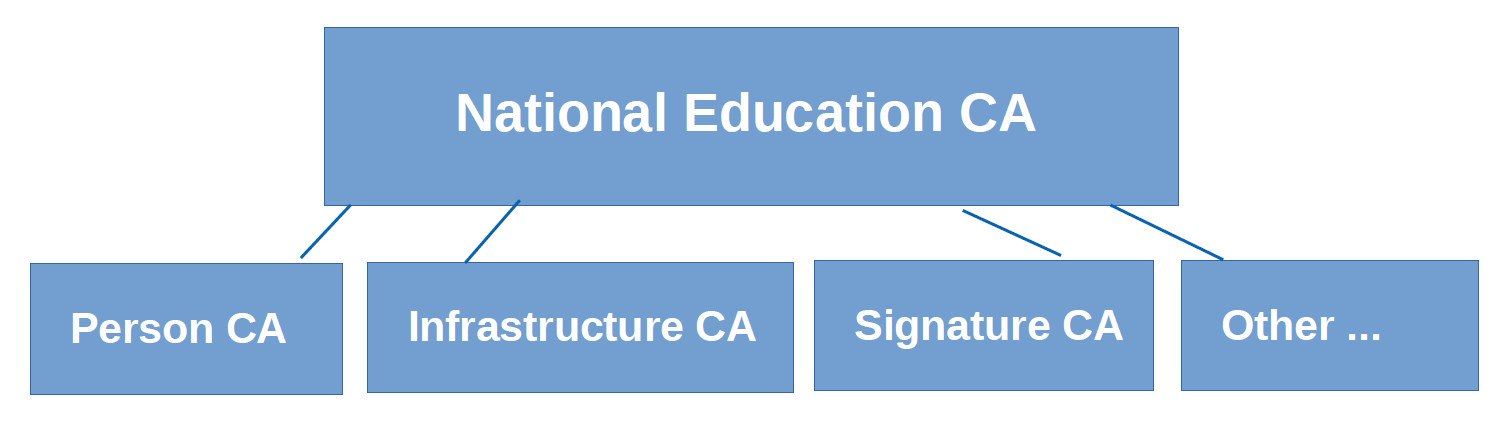 National Education CA
Person CA
Infrastructure CA
Signature CA
Other ...